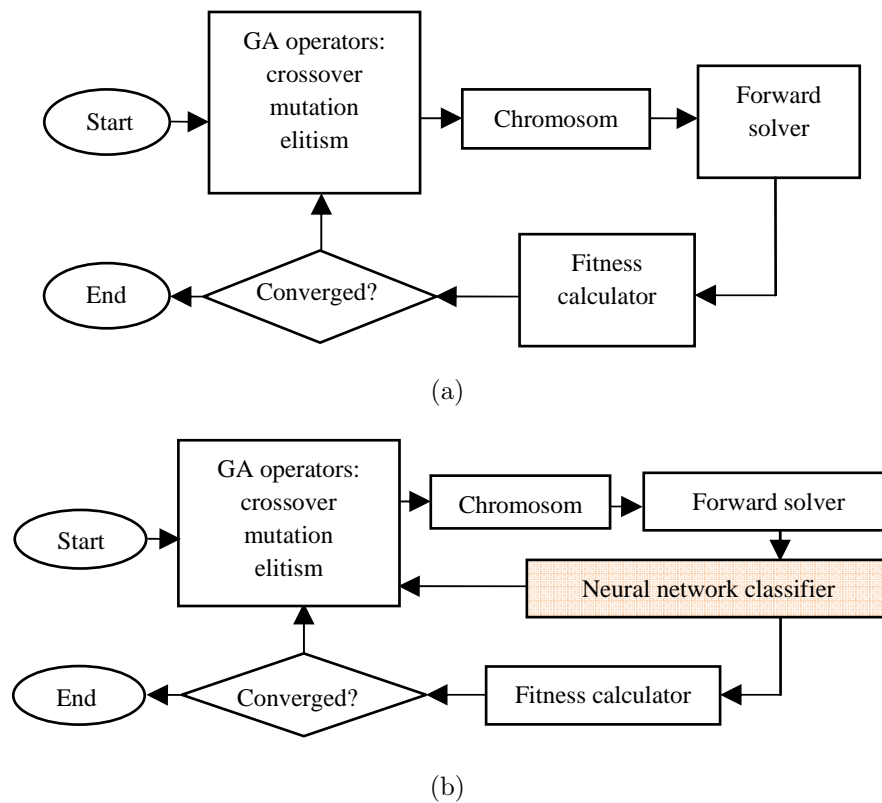 GA operators:
crossover
mutation
elitism
Start
Chromosom
Forward
solver
End
Converged?
Fitness
calculator
(a)
GA operators:
crossover
mutation
elitism
Start
Chromosom
Forward solver
Neural network classifier
End
Converged?
Fitness calculator
(b)